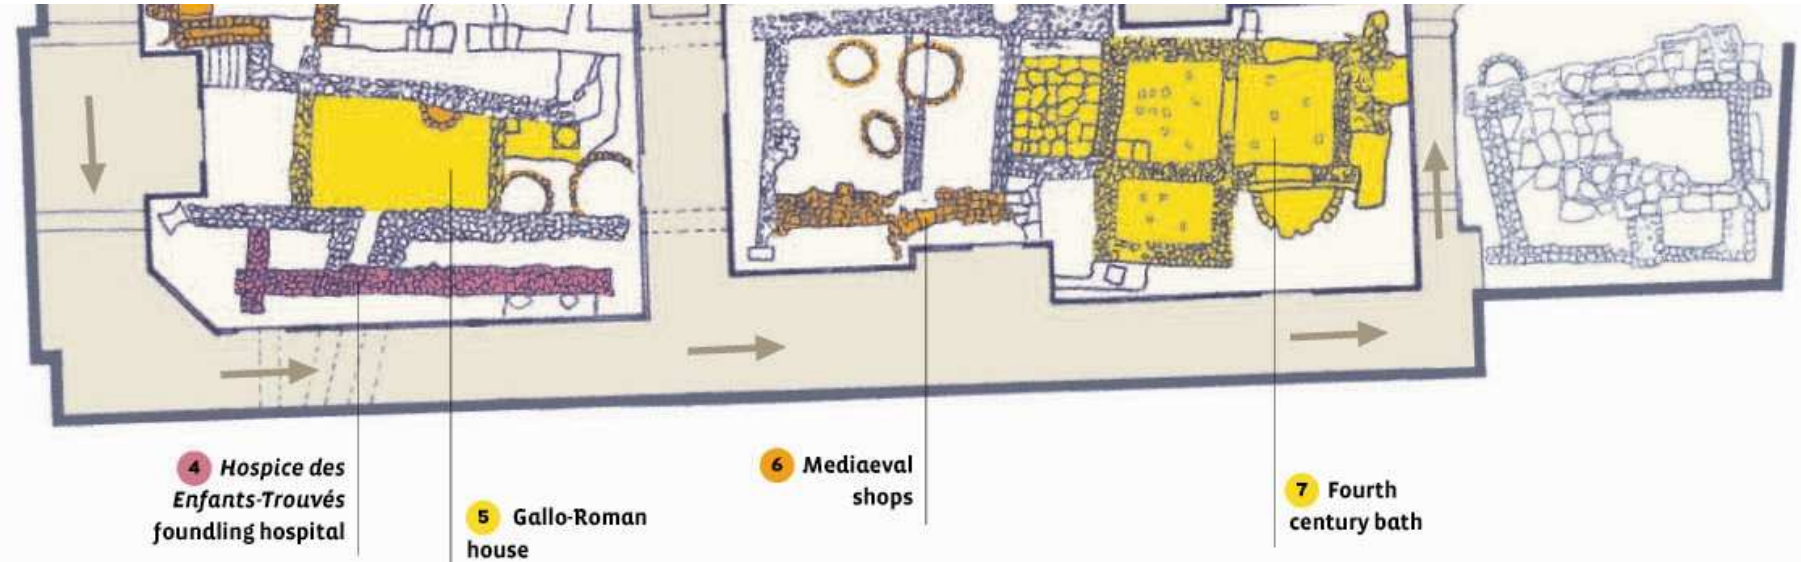 4 Hospice des
Enfants-Trouvés
foundling hospital
5 Gallo-Roman
house
6 Mediaeval
shops
7 Fourth
century bath